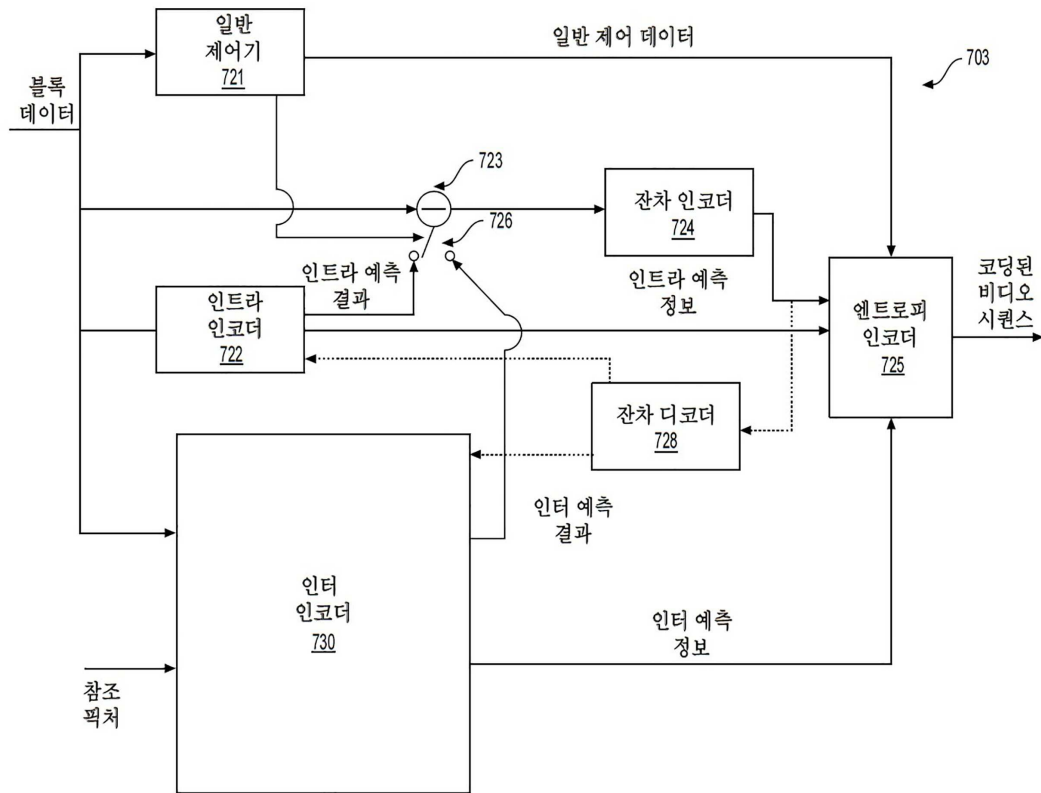 일반
제어기
721
일반 제어 데이터
703
블록
데이터
723
잔차 인코더
724
726
인트라 예측
결과
인트라 예측
정보
코딩된
비디오
시퀀스
인트라
인코더
722
엔트로피
인코더
725
잔차 디코더
728
인터 예측
결과
인터
인코더
730
인터 예측
정보
참조
픽처